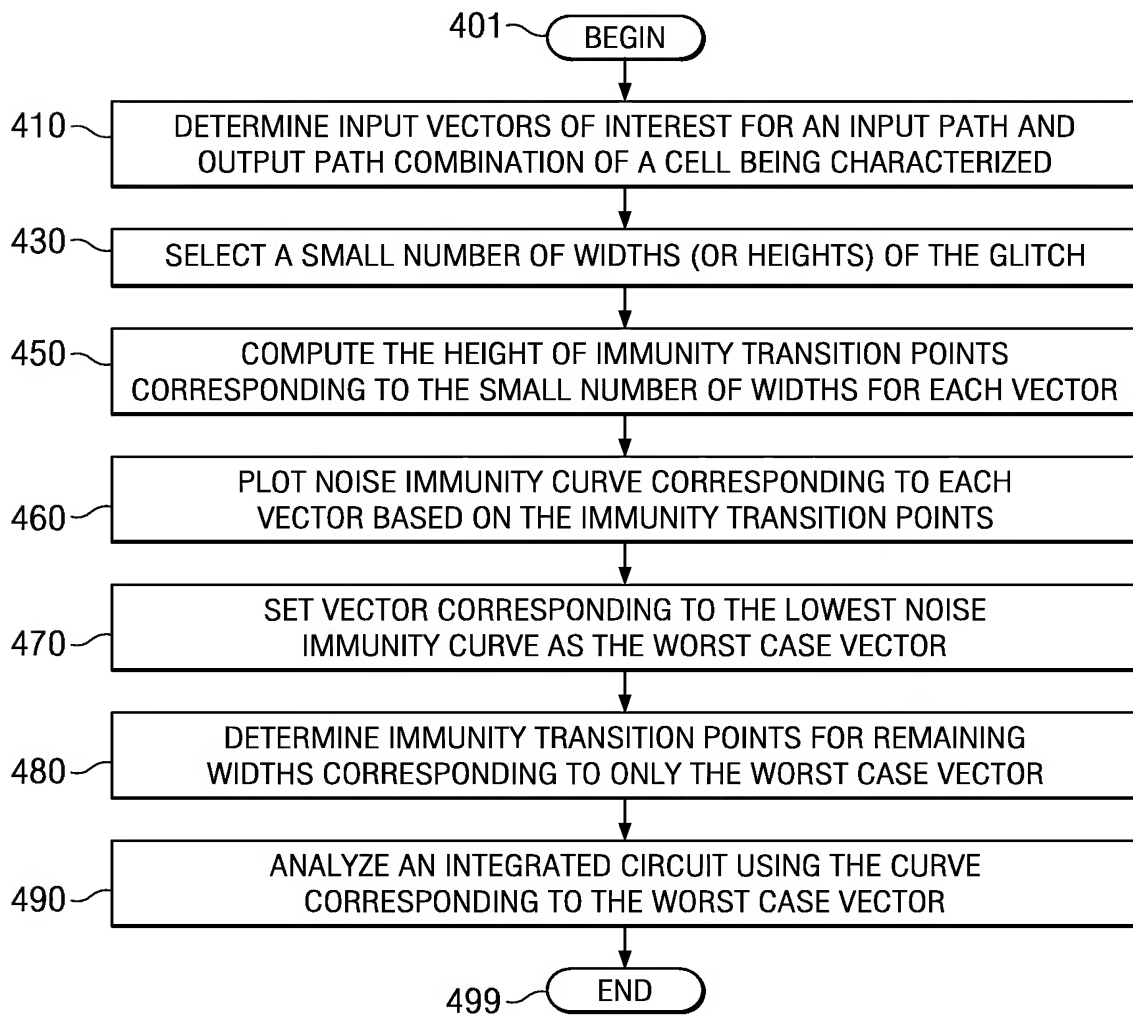 401
BEGIN
410
DETERMINE INPUT VECTORS OF INTEREST FOR AN INPUT PATH AND
OUTPUT PATH COMBINATION OF A CELL BEING CHARACTERIZED
430
SELECT A SMALL NUMBER OF WIDTHS (OR HEIGHTS) OF THE GLITCH
450
COMPUTE THE HEIGHT OF IMMUNITY TRANSITION POINTS
CORRESPONDING TO THE SMALL NUMBER OF WIDTHS FOR EACH VECTOR
460
PLOT NOISE IMMUNITY CURVE CORRESPONDING TO EACH
VECTOR BASED ON THE IMMUNITY TRANSITION POINTS
470
SET VECTOR CORRESPONDING TO THE LOWEST NOISE
IMMUNITY CURVE AS THE WORST CASE VECTOR
480
DETERMINE IMMUNITY TRANSITION POINTS FOR REMAINING
WIDTHS CORRESPONDING TO ONLY THE WORST CASE VECTOR
490
ANALYZE AN INTEGRATED CIRCUIT USING THE CURVE
CORRESPONDING TO THE WORST CASE VECTOR
499
END